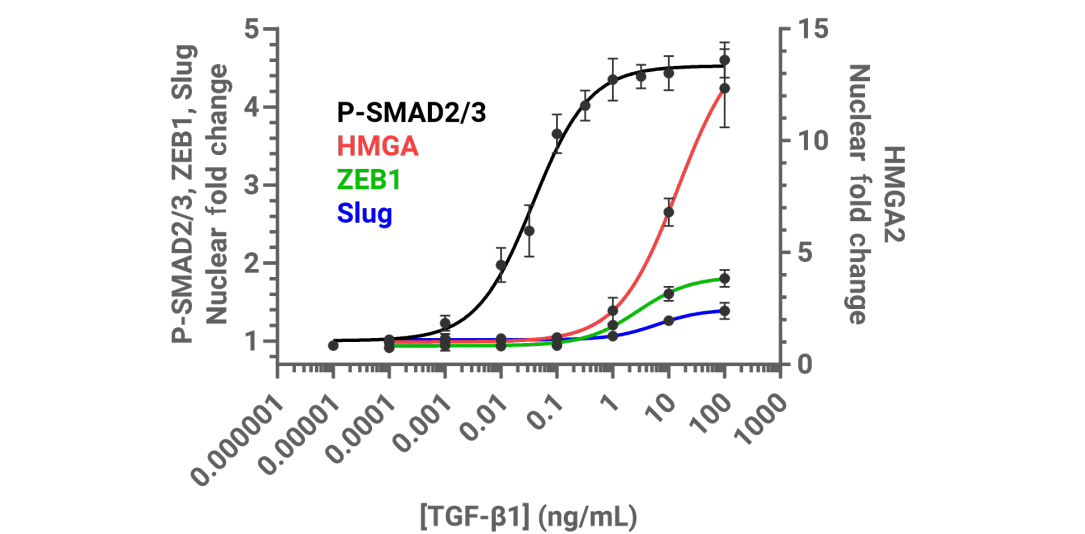 P-SMAD2/3, ZEB1, Slug
Nuclear fold change
5
4
3
2
1
P-SMAD2/3
HMGA
ZEB1
Slug
15
10
5
0
HMGA2
Nuclear fold change
0.000001
0.00001
0.0001
0.001
0.01
0.1
1
10
100
1000
[TGF-β1] (ng/mL)